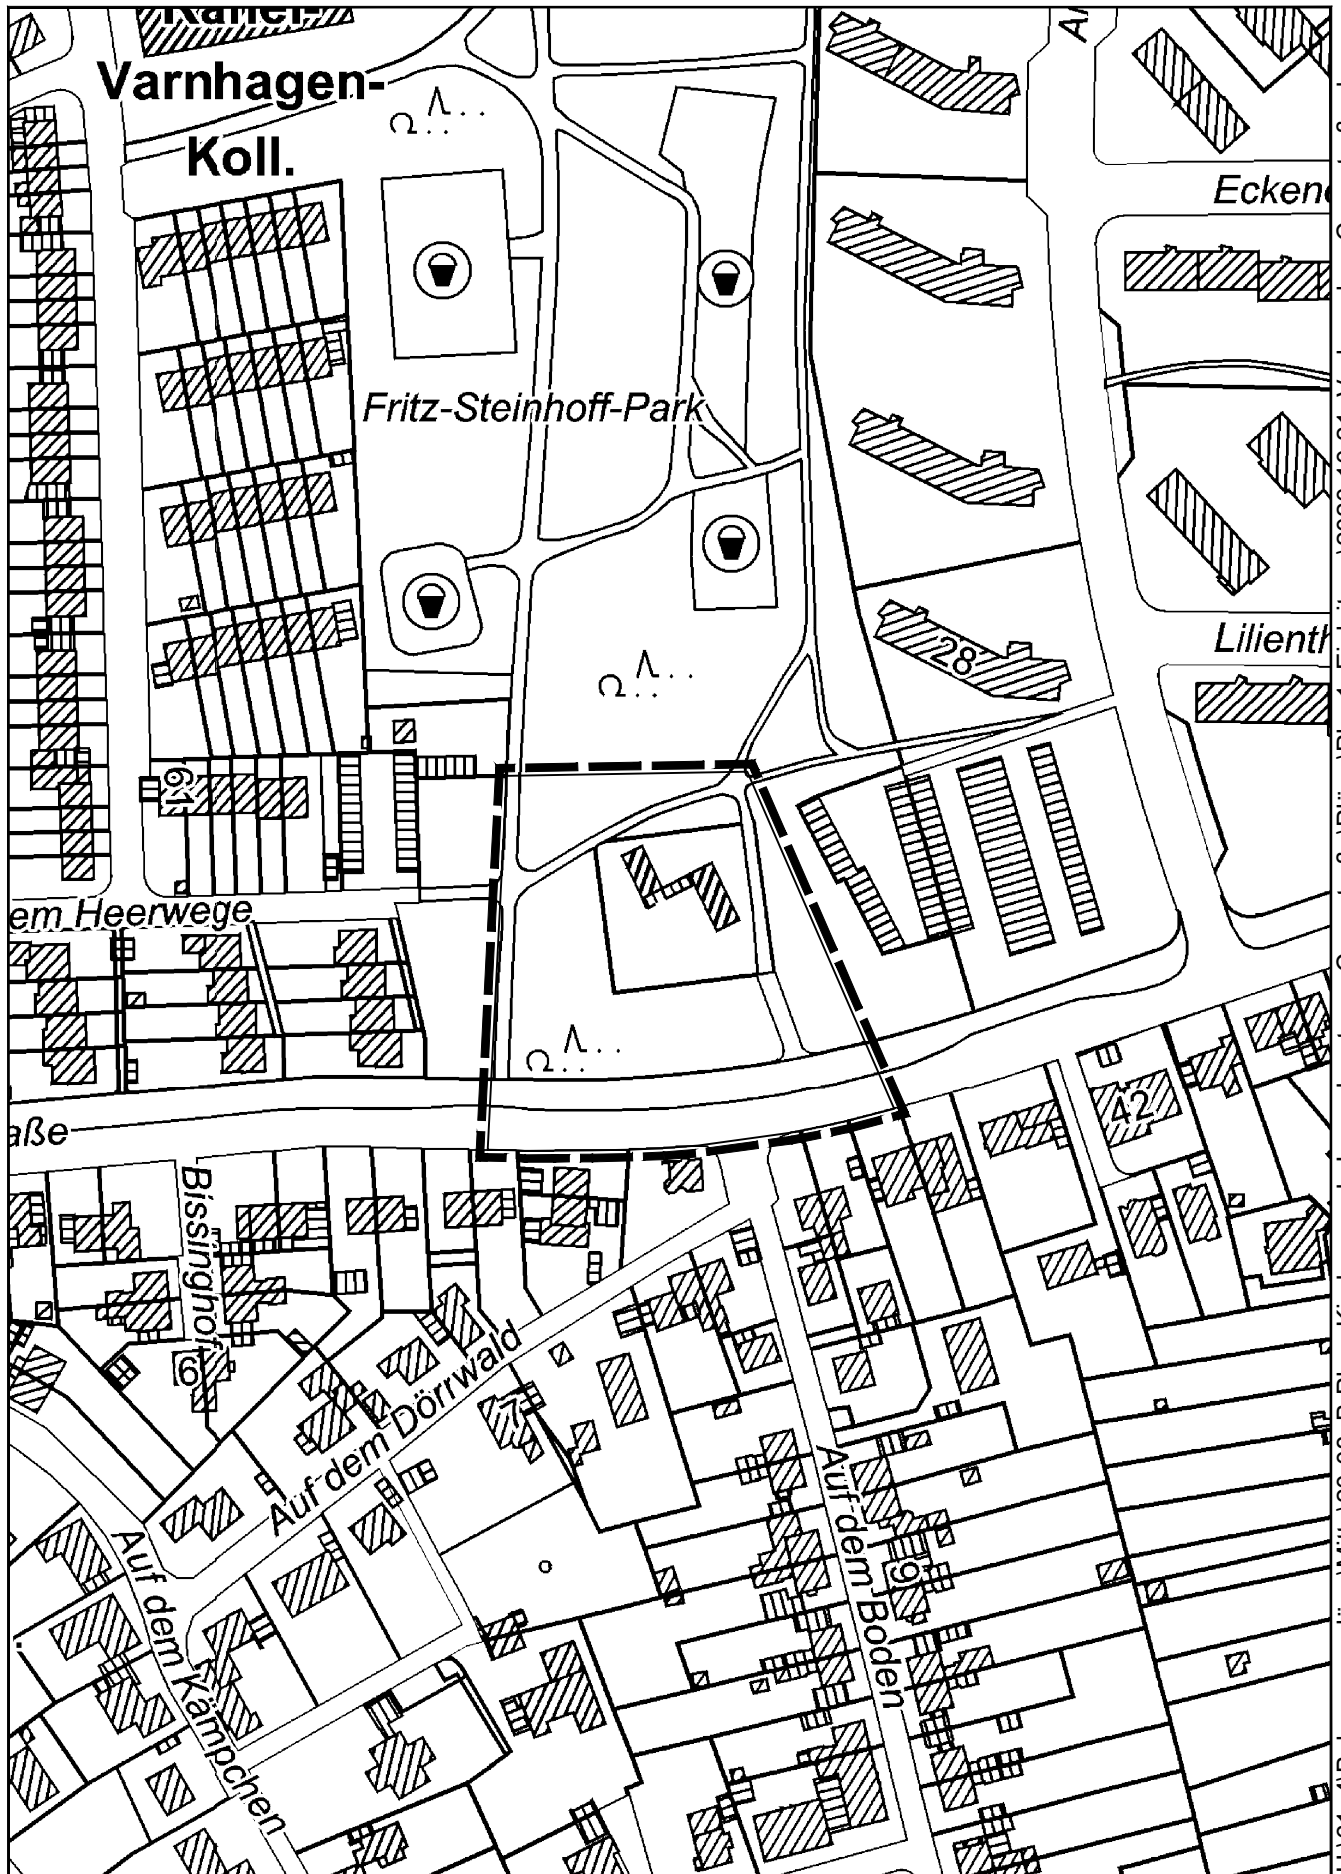 Varnhagen-
Koll.
Eckend
Fritz-Steinhoff-Park
28
Lilienth
61
em Heerwege
aße
42
Bissinghof
6
Auf dem Dörrwald
7
Auf dem Boden
9
Auf dem Kämpchen